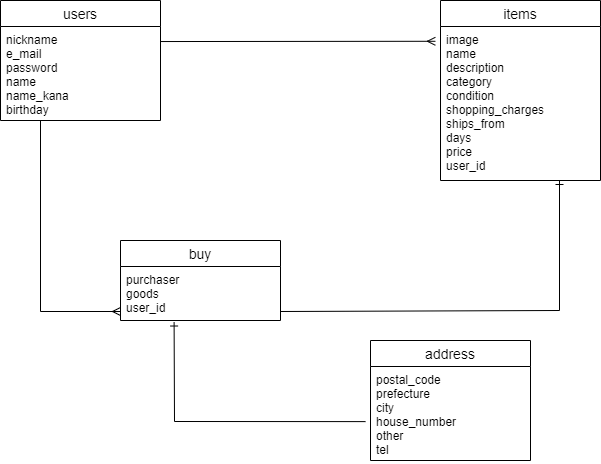 users
nickname
e_mail
password
name
name_kana
birthday
items
image
name
description
category
condition
shopping_charges
ships_from
days
price
user_id
buy
purchaser
goods
user_id
address
postal_code
prefecture
city
house_number
other
tel